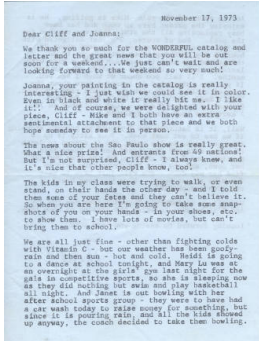 November 17, 1973
Dear Cliff and Joanna:
We thank you so much for the WONDERFUL catalog and
letter and the great news that you will be out
soon for a weekend...We just can't wait and are
looking forward to that weekend so very much!
Joanna, your painting in the catalog is really
interesting - I just wish we could see it in color.
Even in black and white it really hit me. I like
it!! And of course, we were delighted with your
piece, Cliff - Mike and I both have an extra
sentimental attachment to that place and we both
hope someday to see it in person.
The news about the Sao Paulo show is really great.
What a nice prize! And entrants from 49 nations!
But I'm not surprised, Cliff - I always knew, and
it's nice that other people know, too!
The kids in my class were trying to walk, or even
stand, on their hands the other day - and I told
them some of your fetes and they can't believe it.
So when you are here I'm going to take some snap-
shots of you on your hands - in your shoes, etc.
to show them. I have lots of movies, but can't
bring them to school.
We are all just fine - other than fighting colds
with Vitamin C - but our weather has been goofy-
rain and then sun - hot and cold. Heidi is going
to a dance at school tonight, and Mary Lu was at
an overnight at the girls' gym last night for the
gals in competitive sports, so she is sleeping now
as they did nothing but swim and play basketball
all night. And Janet is out bowling with her
after school sports group - they were to have had
a car wash today to raise money for something, but
since it is pouring rain, and all the kids showed
up anyway, the coach decided to take them bowling.